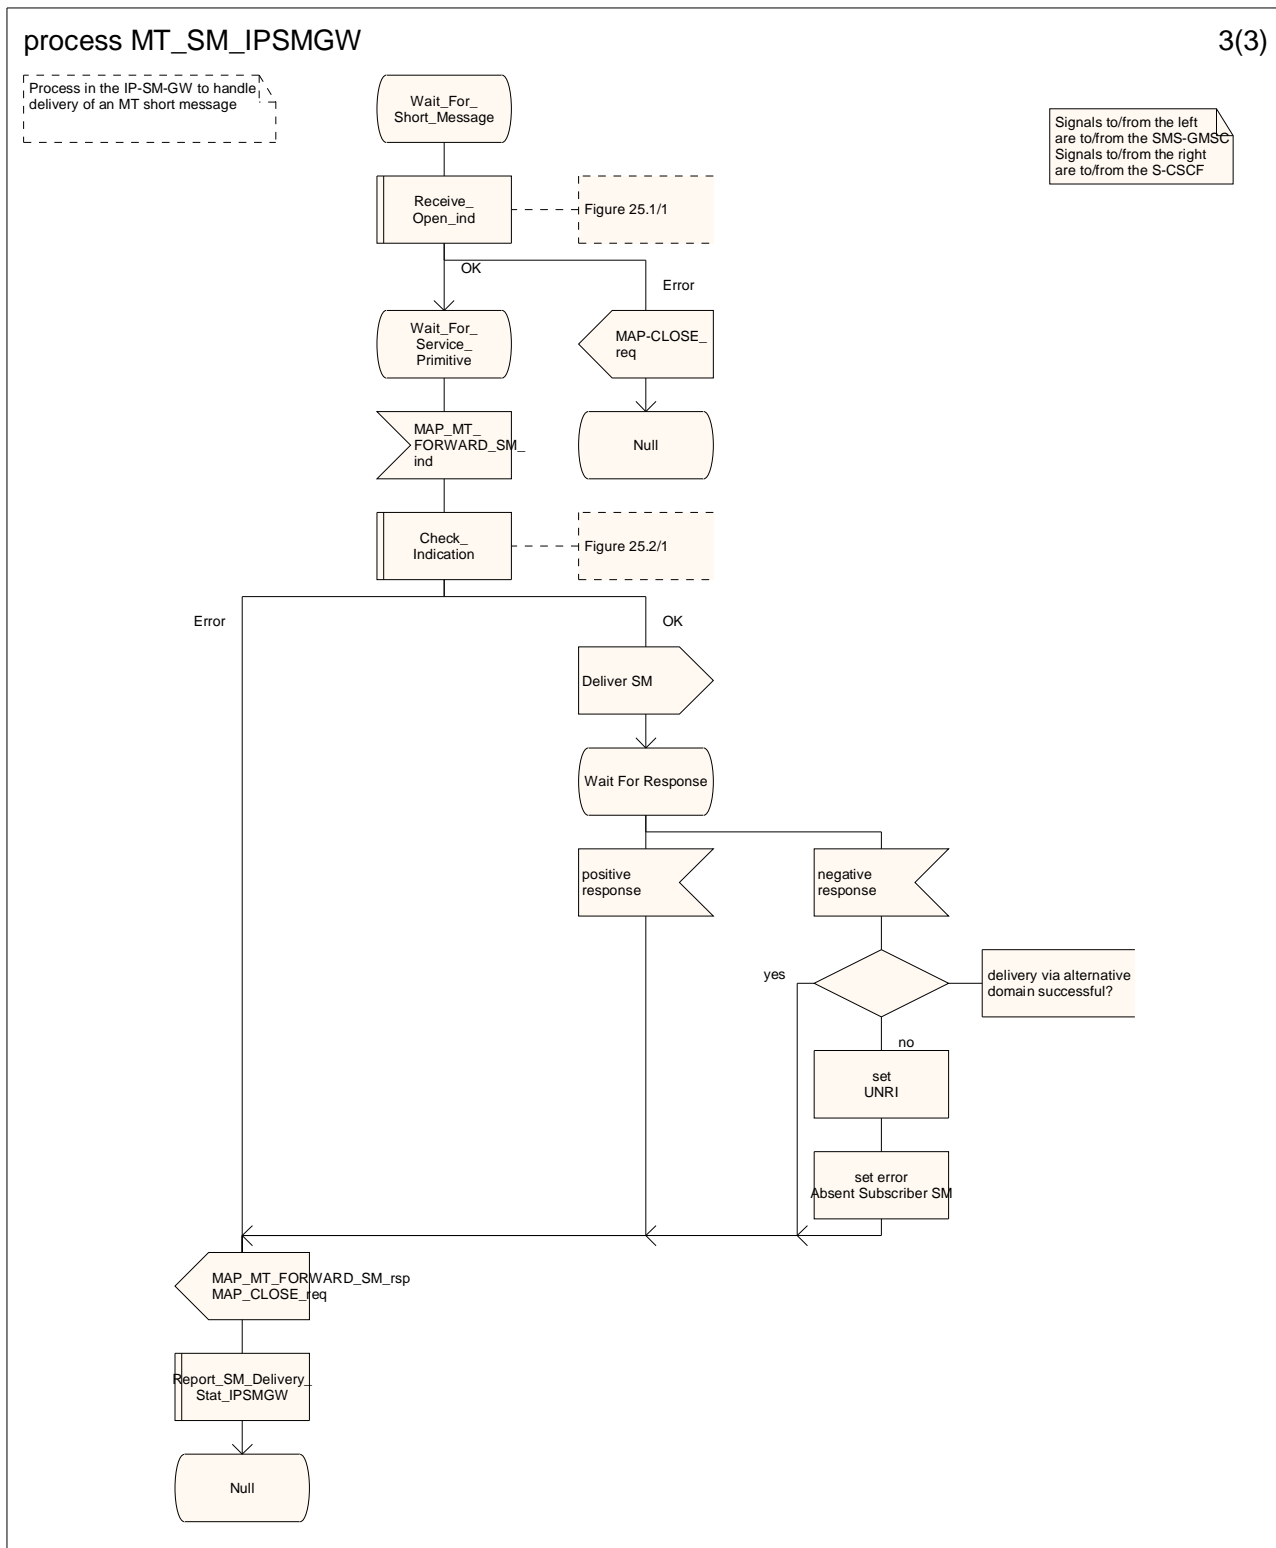 process MT_SM_IPSMGW
3(3)
Process in the IP-SM-GW to handle
delivery of an MT short message
Wait_For_
Short_Message
Signals to/from the left
are to/from the SMS-GMSC
Signals to/from the right
are to/from the S-CSCF
Receive_
Open_ind
Figure 25.1/1
OK
Error
Wait_For_
Service_
Primitive
MAP-CLOSE_
req
MAP_MT_
FORWARD_SM_
ind
Null
Check_
Indication
Figure 25.2/1
Error
OK
Deliver SM
Wait For Response
positive
response
negative
response
yes
delivery via alternative
domain successful?
no
set
UNRI
set error
Absent Subscriber SM
MAP_MT_FORWARD_SM_rsp
MAP_CLOSE_req
Report_SM_Delivery_
Stat_IPSMGW
Null